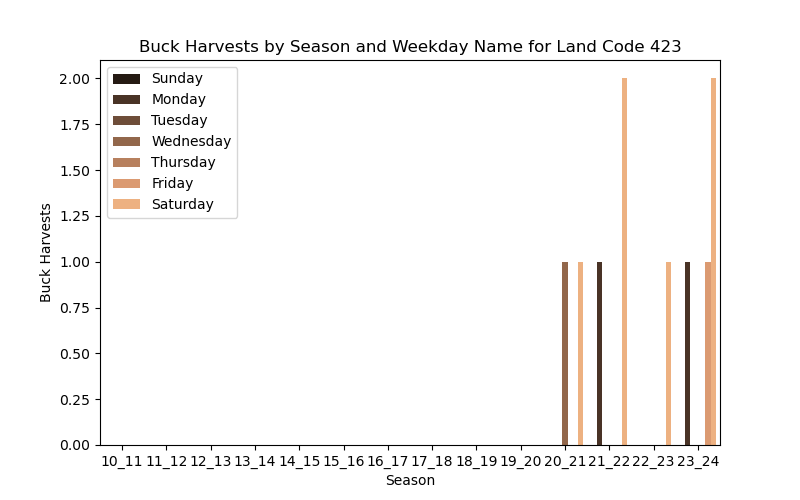 Buck Harvests by Season and Weekday Name for Land Code 423
2.00
1.75
1.50
1.25
1.00
0.75
0.50
0.25
0.00
Buck Harvests
Sunday
Monday
Tuesday
Wednesday
Thursday
Friday
Saturday
10_11 11_12 12_13 13_14 14_15 15_16 16_17 17_18 18_19 19_20 20_21 21_22 22_23 23_24
Season